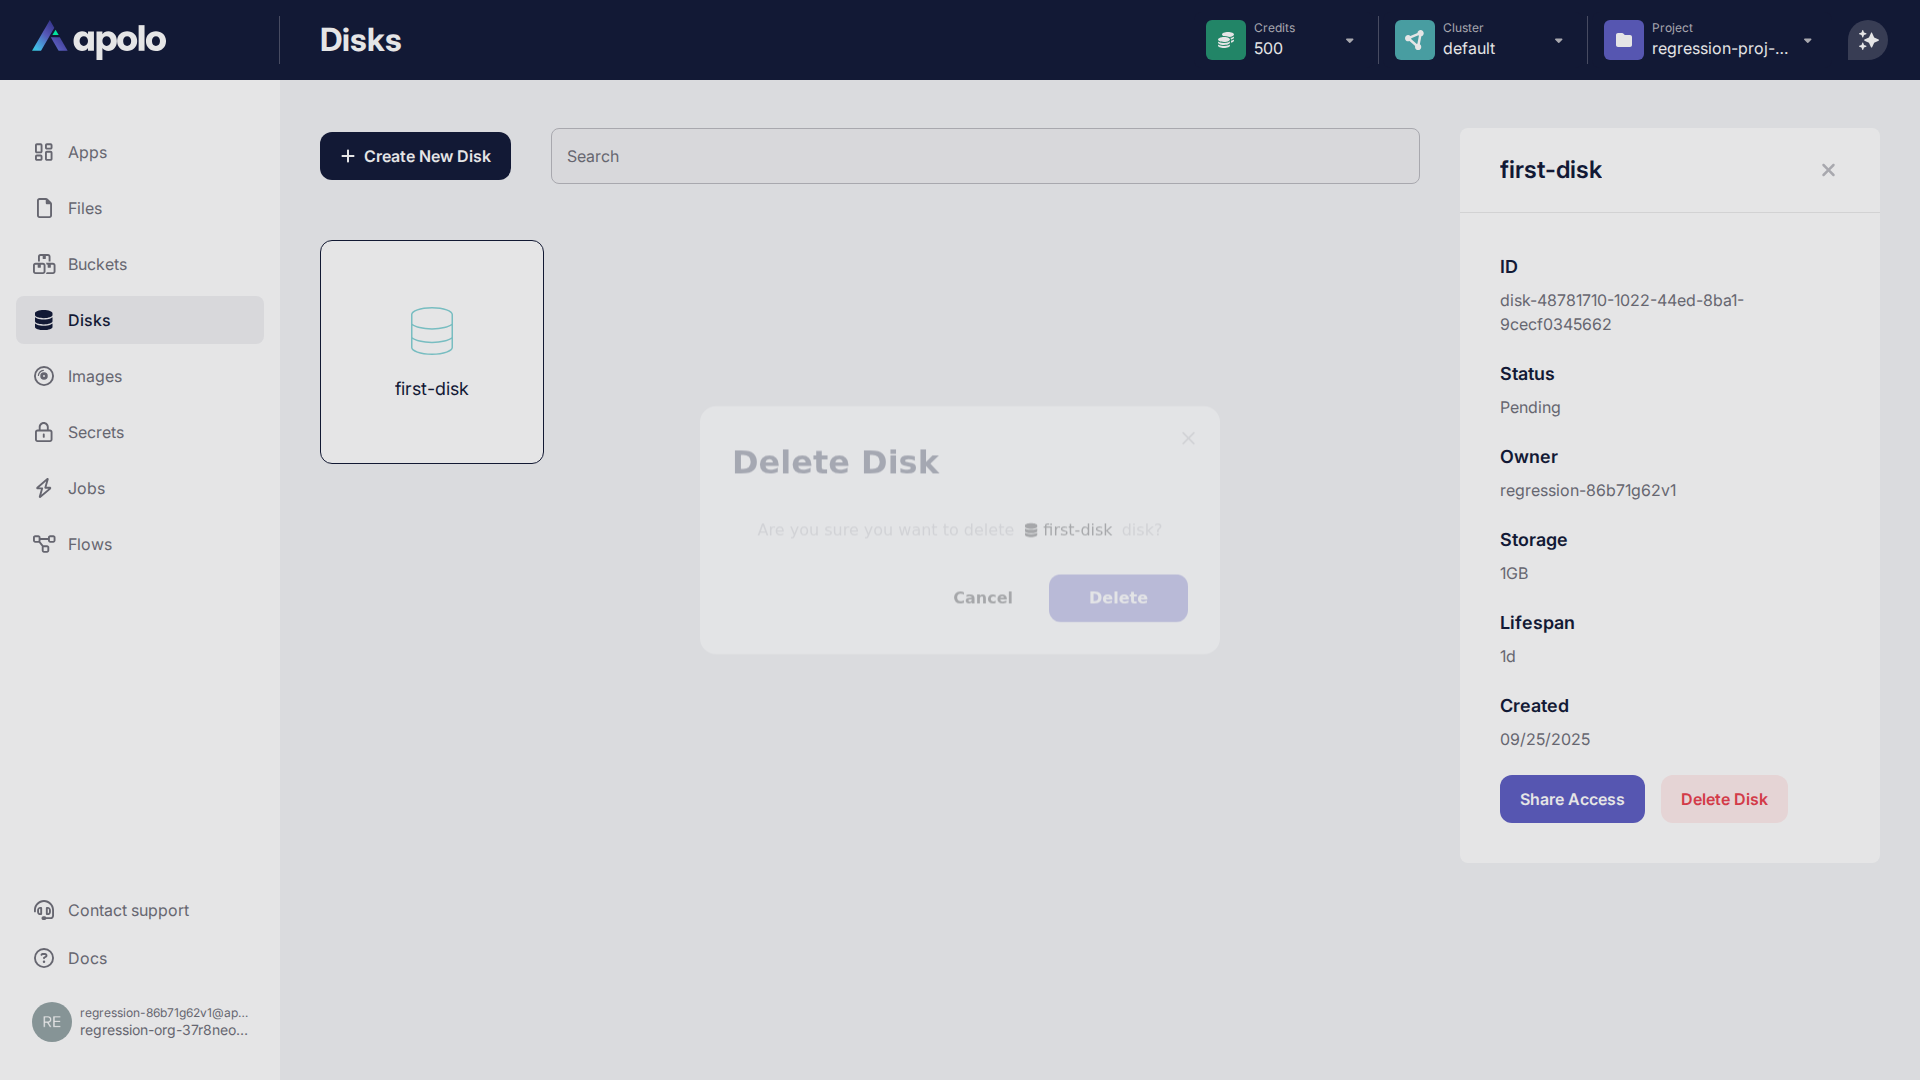 apolo
Disks
Credits
500
Cluster
default
Project
regression-proj-...
Apps
Files
Buckets
Disks
Images
Secrets
Jobs
Flows
Contact support
Docs
RE
regression-86b71g62v1@ap...
regression-org-37r8neo...
Create New Disk
Search
first-disk
Delete Disk
Are you sure you want to delete first-disk disk?
Cancel
Delete
first-disk
ID
disk-48781710-1022-44ed-8ba1-
9cecf0345662
Status
Pending
Owner
regression-86b71g62v1
Storage
1GB
Lifespan
1d
Created
09/25/2025
Share Access
Delete Disk